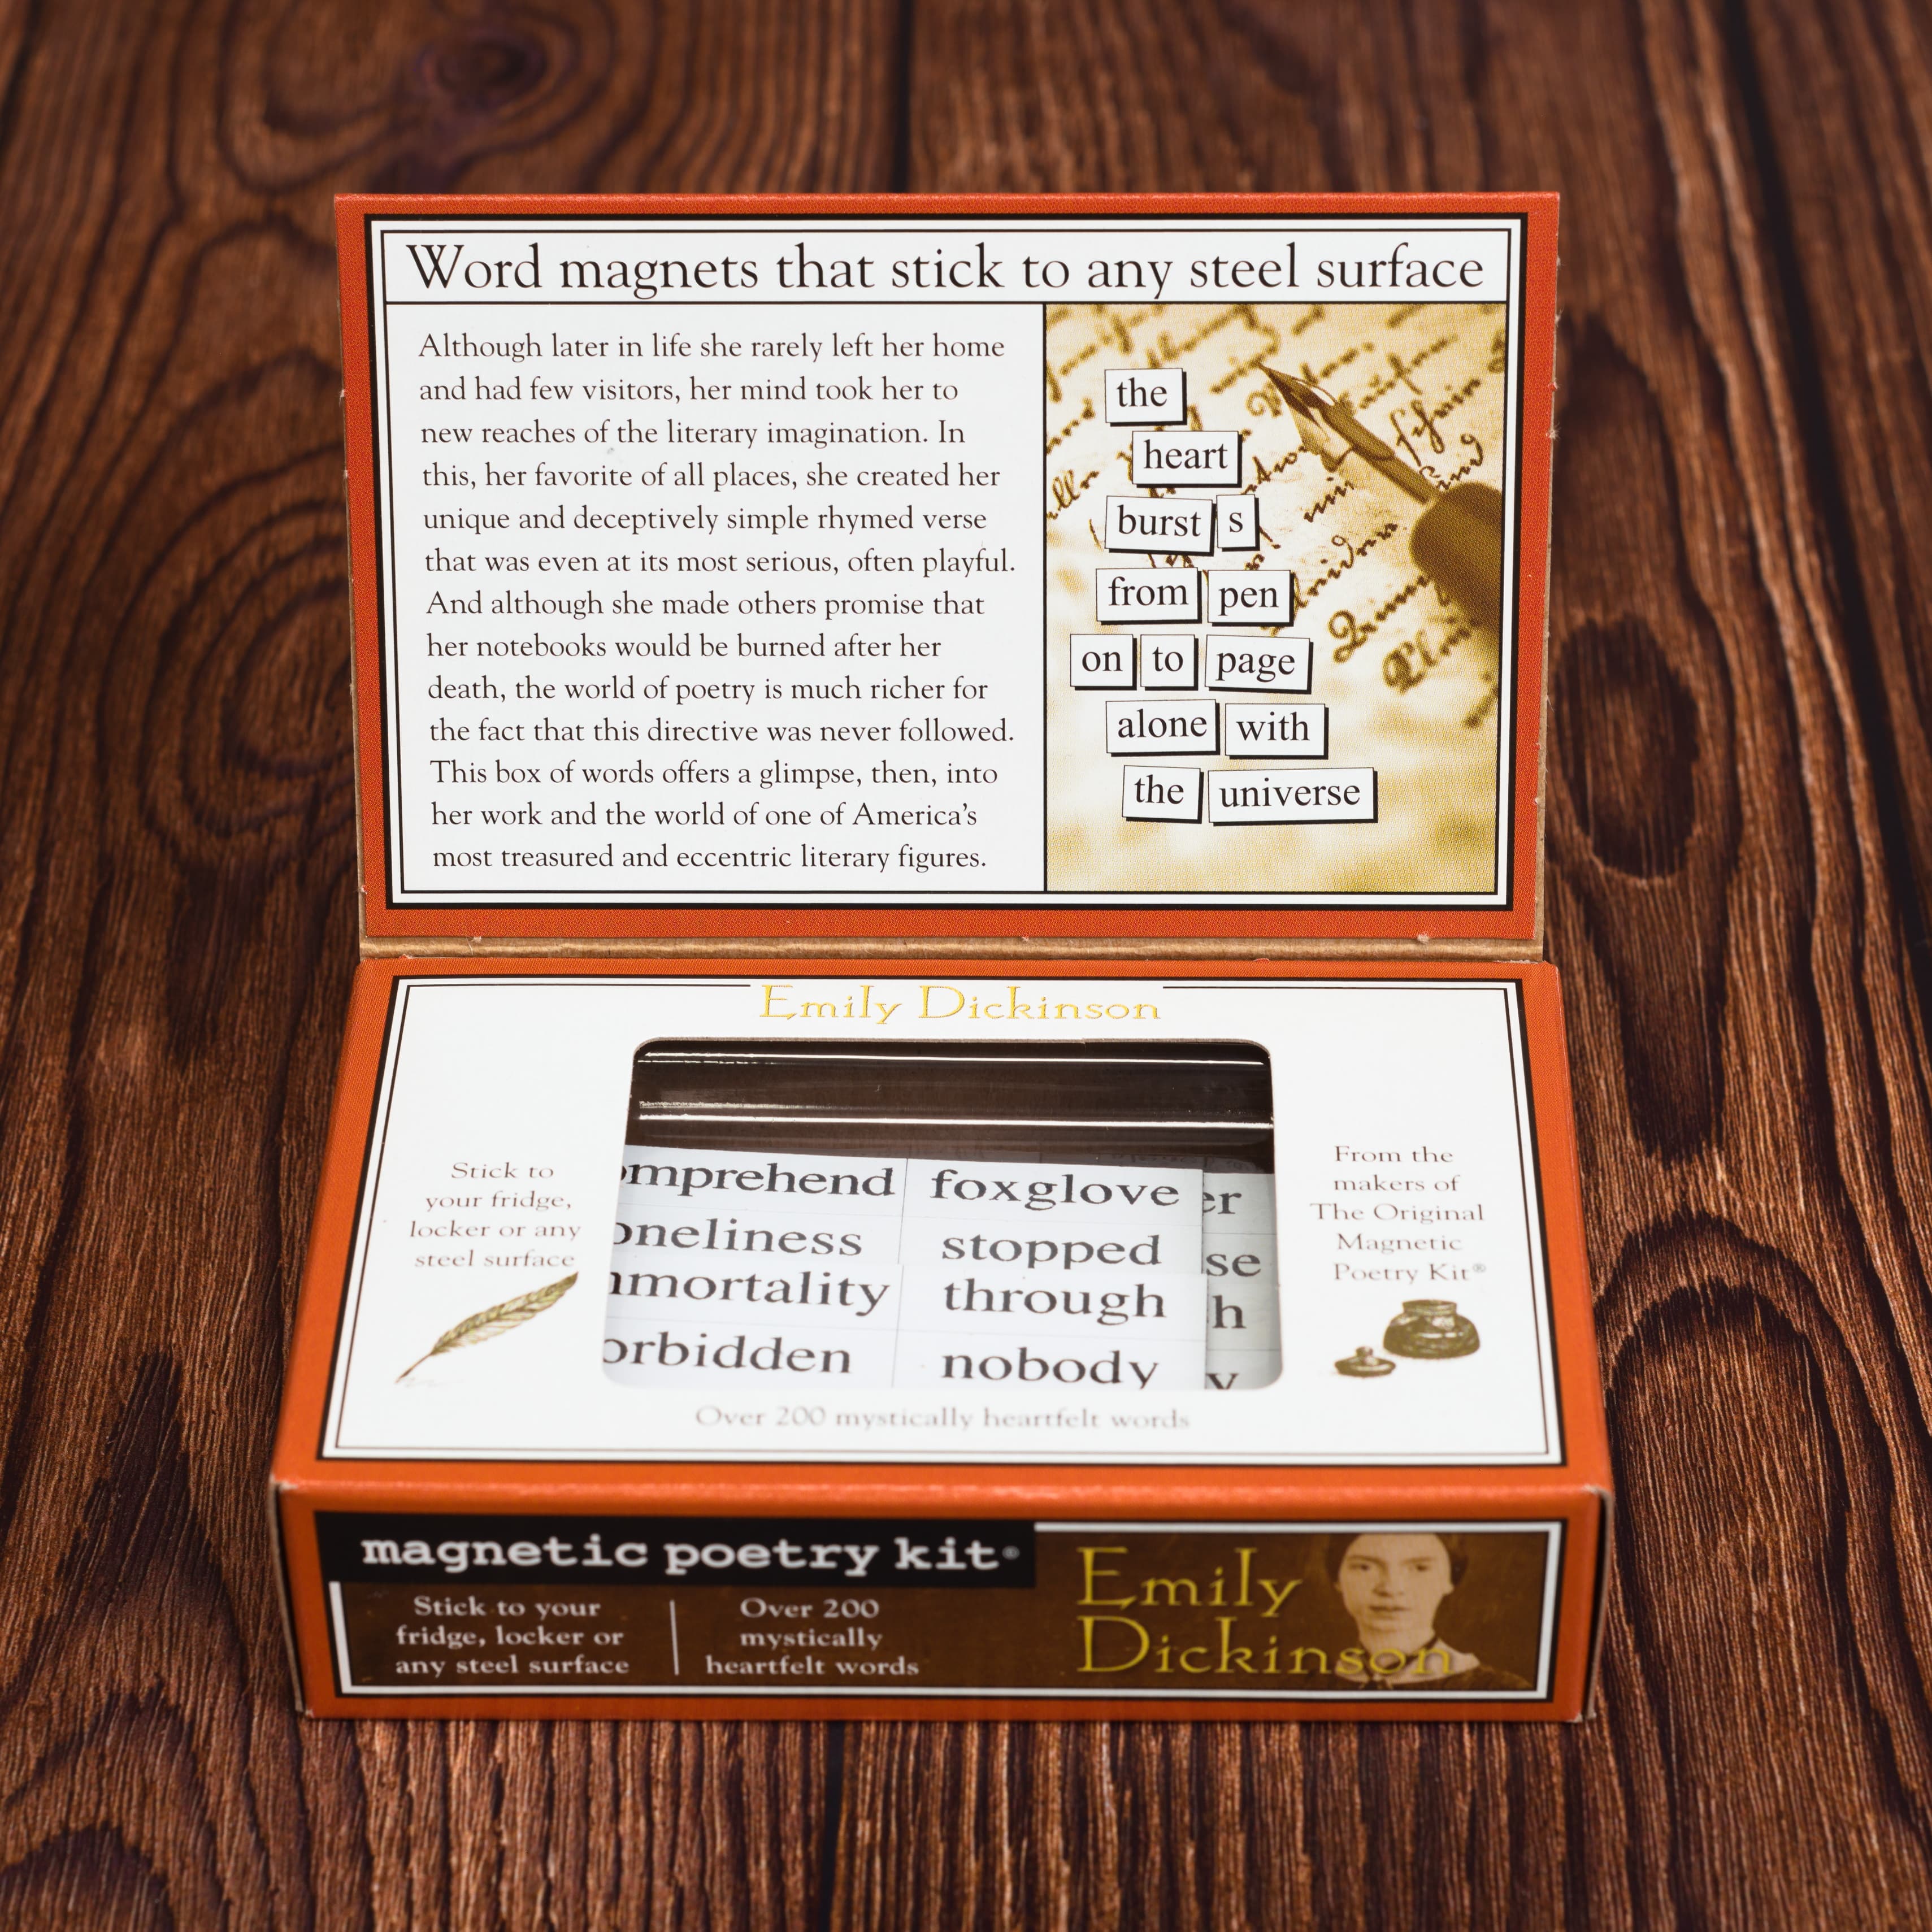 Word magnets that stick to any steel surface
Although later in life she rarely left her home
and had few visitors, her mind took her to
new reaches of the literary imagination. In
this, her favorite of all places, she created her
unique and deceptively simple rhymed verse
that was even at its most serious, often playful.
And although she made others promise that
her notebooks would be burned after her
death, the world of poetry is much richer for
the fact that this directive was never followed.
This box of words offers a glimpse, then, into
her work and the world of one of America's
most treasured and eccentric literary figures.
the
heart
burst s
from pen
on to page
alone with
the universe
Emily Dickinson
Stick to
your fridge,
locker or any
steel surface
omprehend foxglove er
oneliness stopped se
mmortality through h
orbidden nobody y
From the
makers of
The Original
Magnetic
Poetry Kit®
Over 200 mystically heartfelt words
magnetic poetry kit®
Stick to your
fridge, locker or
any steel surface
Over 200
mystically
heartfelt words
Emily
Dickinson